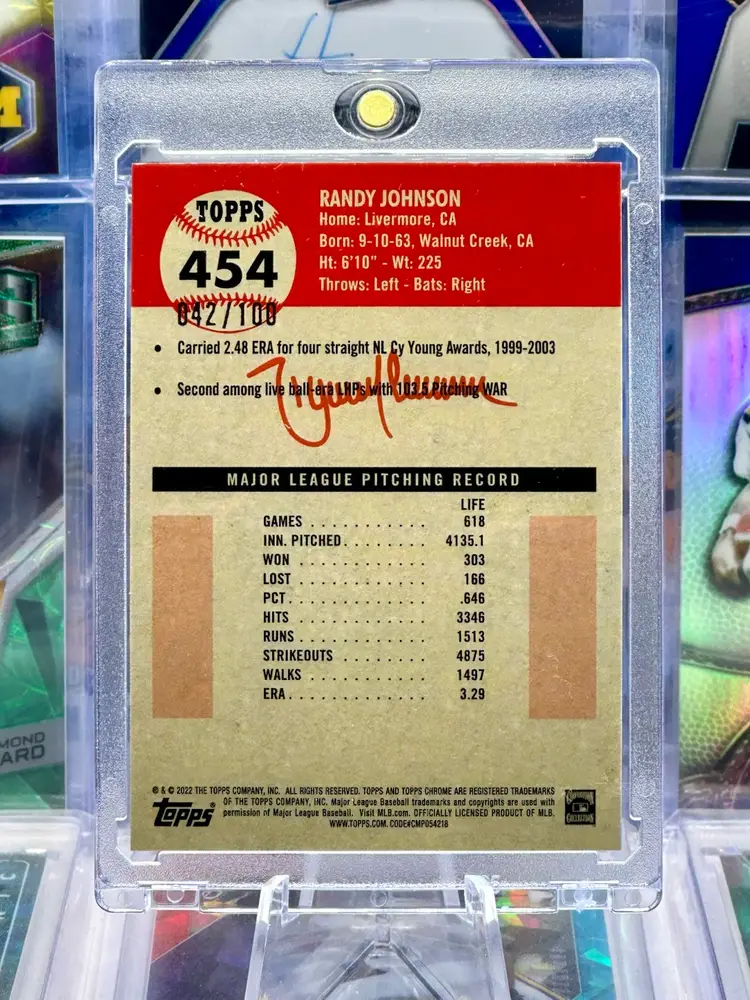 TOPPS
454
042/100
RANDY JOHNSON
Home: Livermore, CA
Born: 9-10-63, Walnut Creek, CA
Ht: 6'10" - Wt: 225
Throws: Left - Bats: Right
• Carried 2.48 ERA for four straight NL Cy Young Awards, 1999-2003
• Second among live ball-era LHPs with 103.5 Pitching WAR
MAJOR LEAGUE PITCHING RECORD
LIFE
GAMES . . . . . . . . . . . 618
INN. PITCHED. . . . . . . . 4135.1
WON . . . . . . . . . . . . 303
LOST . . . . . . . . . . . . 166
PCT. . . . . . . . . . . . . .646
HITS . . . . . . . . . . . . 3346
RUNS . . . . . . . . . . . . 1513
STRIKEOUTS . . . . . . . . 4875
WALKS . . . . . . . . . . . 1497
ERA . . . . . . . . . . . . . 3.29
® & © 2022 THE TOPPS COMPANY, INC. ALL RIGHTS RESERVED. TOPPS AND TOPPS CHROME ARE REGISTERED TRADEMARKS
OF THE TOPPS COMPANY, INC. Major League Baseball trademarks and copyrights are used with
permission of Major League Baseball. Visit MLB.com. OFFICIALLY LICENSED PRODUCT OF MLB.
WWW.TOPPS.COM. CODE#CMP054218
Topps®